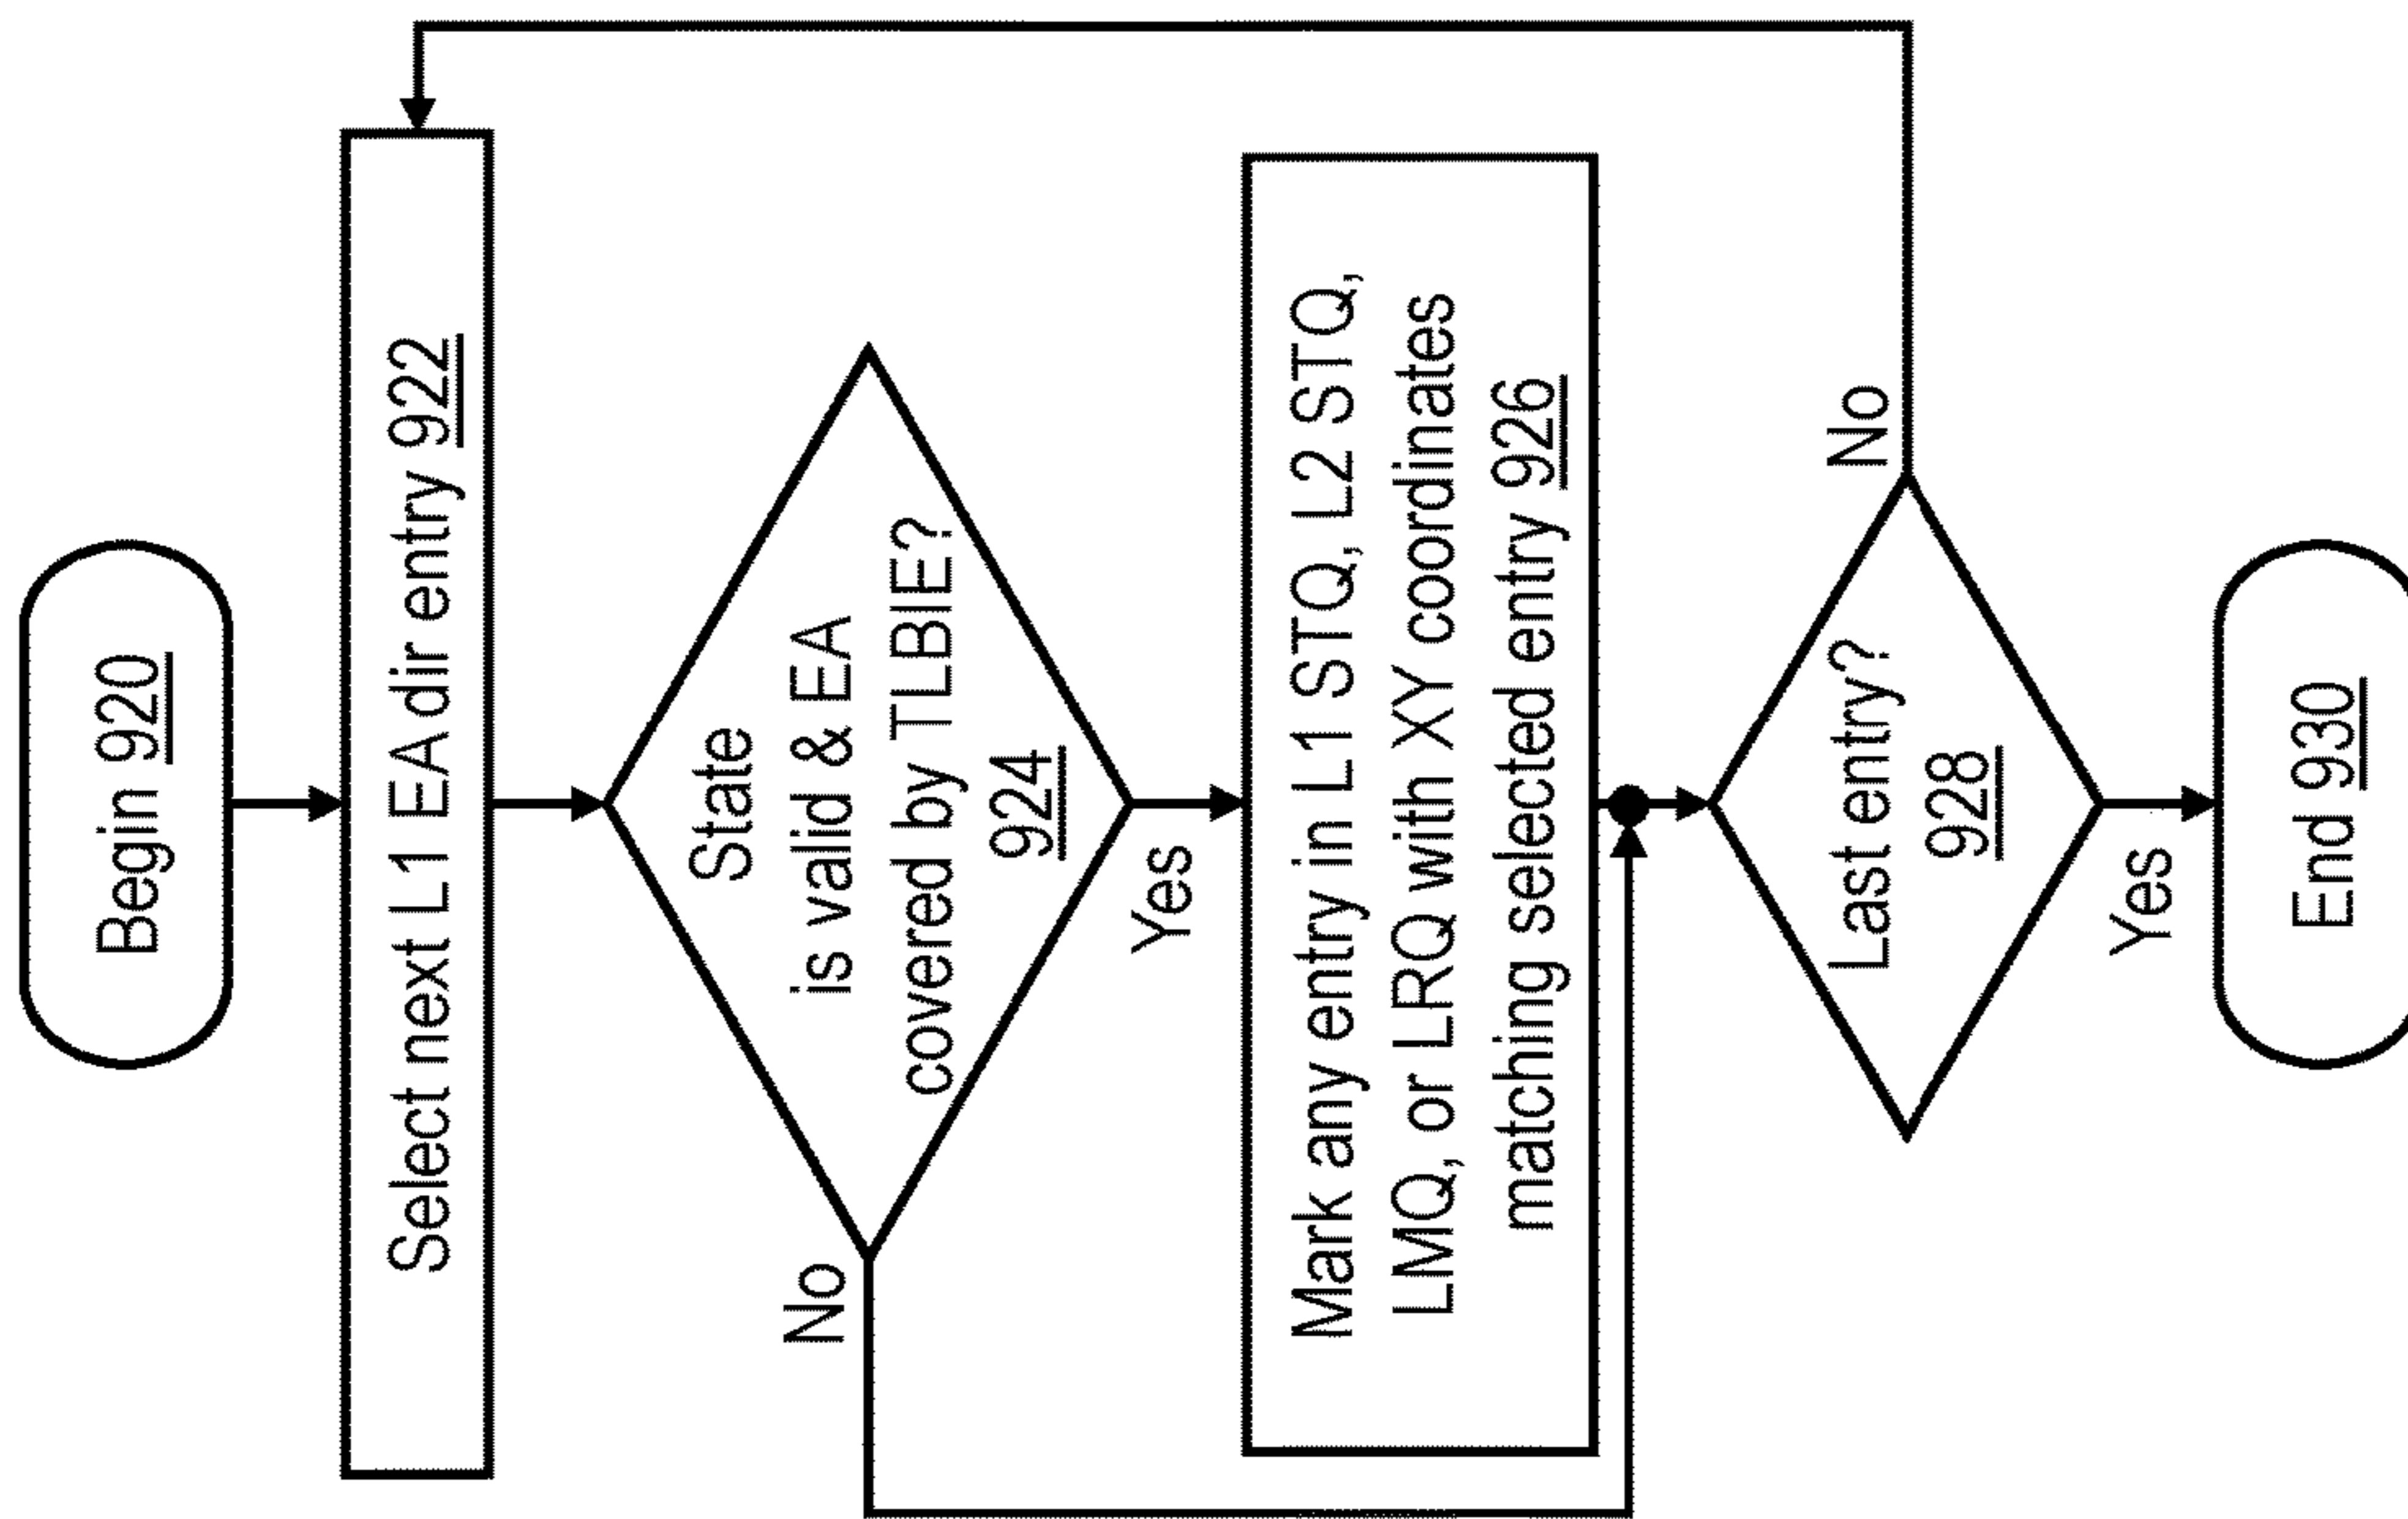 Begin 920
Select next L1 EA dir entry 922
State
is valid & EA
covered by TLBIE?
924
No
Yes
Mark any entry in L1 STQ, L2 STQ,
LMQ, or LRQ with XY coordinates
matching selected entry 926
Last entry?
928
No
Yes
End 930